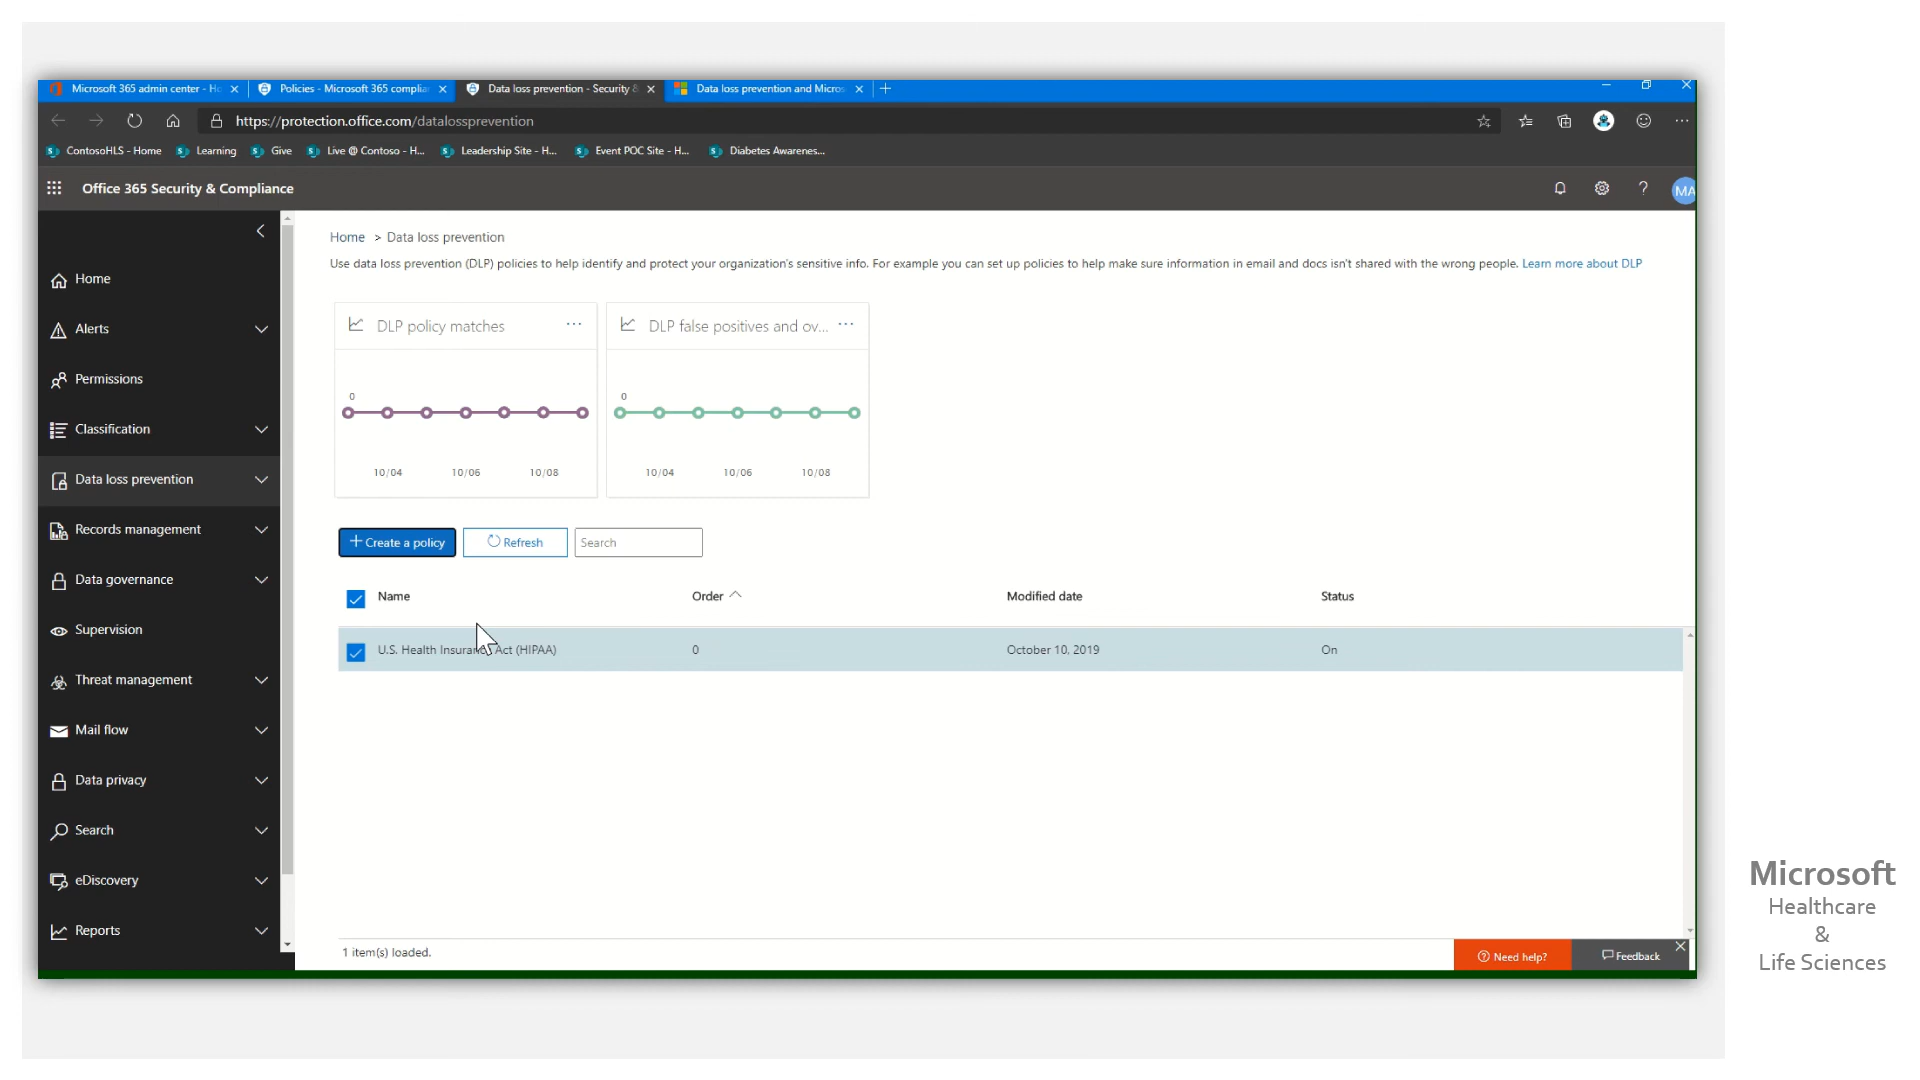 Microsoft 365 admin center - Ho
Policies - Microsoft 365 complia
Data loss prevention - Security &
Data loss prevention and Micros
https://protection.office.com/datalossprevention
ContosoHLS - Home
Learning
Give
Live @ Contoso - H...
Leadership Site - H...
Event POC Site - H...
Diabetes Awarenes...
Office 365 Security & Compliance
MA
Home
Alerts
Permissions
Classification
Data loss prevention
Records management
Data governance
Supervision
Threat management
Mail flow
Data privacy
Search
eDiscovery
Reports
Home > Data loss prevention
Use data loss prevention (DLP) policies to help identify and protect your organization's sensitive info. For example you can set up policies to help make sure information in email and docs isn't shared with the wrong people. Learn more about DLP
DLP policy matches ...
0
10/04 10/06 10/08
DLP false positives and ov... ...
0
10/04 10/06 10/08
+ Create a policy
Refresh
Search
Name Order Modified date Status
U.S. Health Insurance Act (HIPAA) 0 October 10, 2019 On
1 item(s) loaded.
Need help?
Feedback
Microsoft
Healthcare
&
Life Sciences